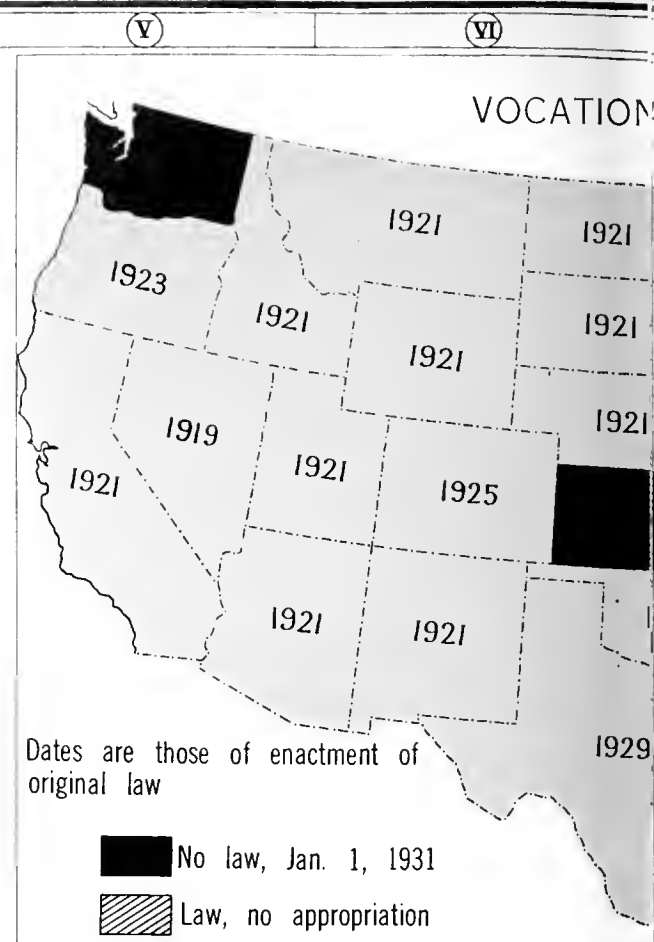 V VI
VOCATION
1921 1921
1923 1921 1921 1921
1921
1919 1921 1925
1921
1921 1921
1929
Dates are those of enactment of
original law
No law, Jan. 1, 1931
Law, no appropriation